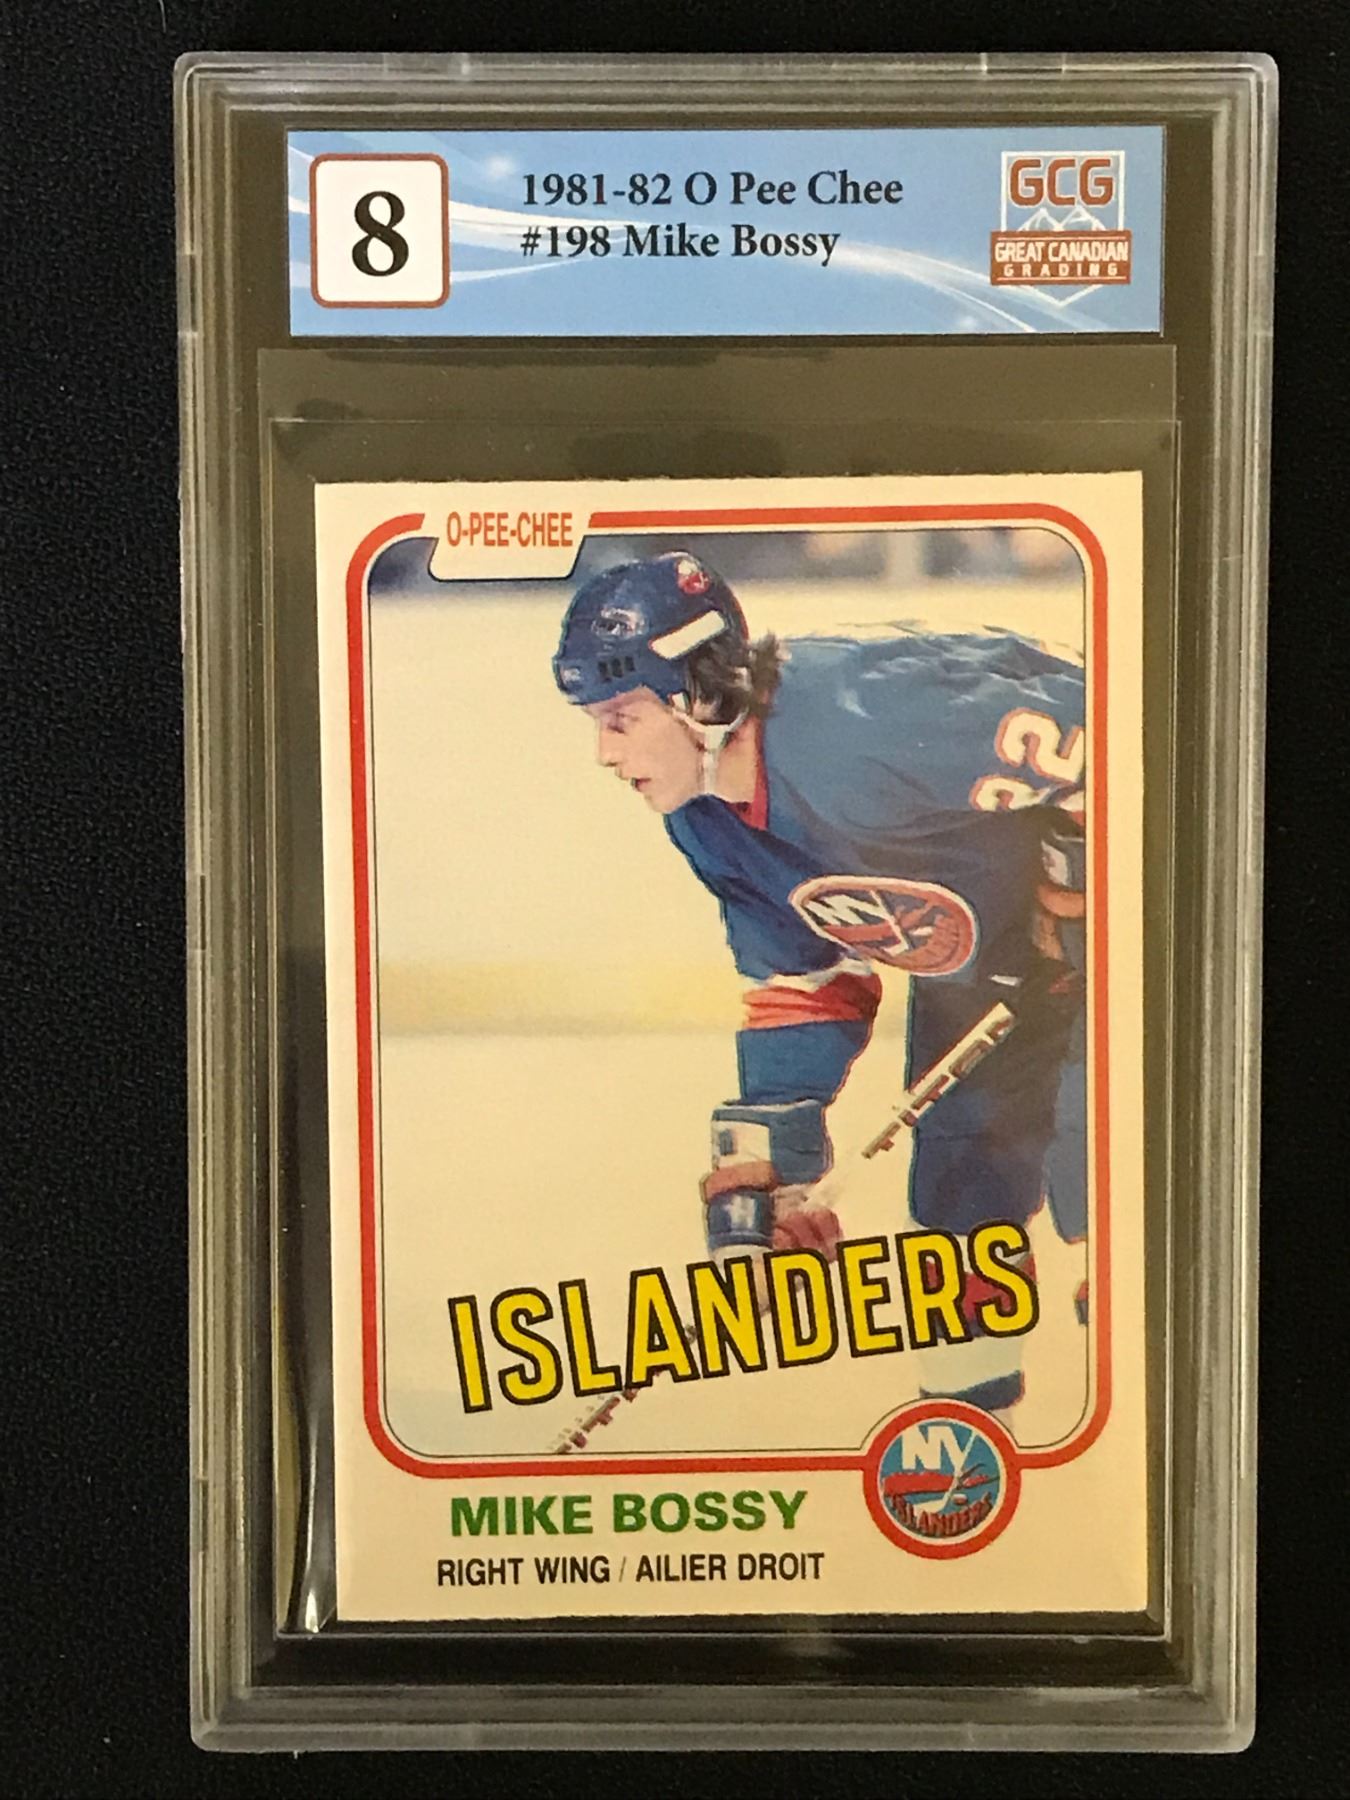 8
1981-82 O Pee Chee
#198 Mike Bossy
GCG
GREAT CANADIAN
GRADING
O-PEE-CHEE
22
NY
ISLANDERS
NY
ISLANDERS
MIKE BOSSY
RIGHT WING / AILIER DROIT